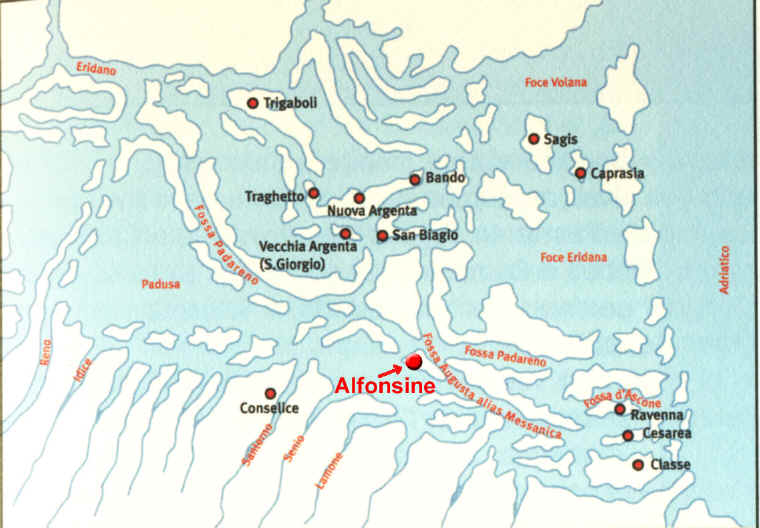 Eridano
Foce Volana
Trigaboli
Sagis
Caprasia
Bando
Traghetto
Nuova Argenta
Fossa Padareno
San Biagio
Vecchia Argenta
(S.Giorgio)
Foce Eridana
Adriatico
Padusa
Reno
Idice
Fossa Augusta alias Messanica
Fossa Padareno
Alfonsine
Conselice
Fossa d'Ascone
Ravenna
Cesarea
Classe
Santerno
Senio
Lamone